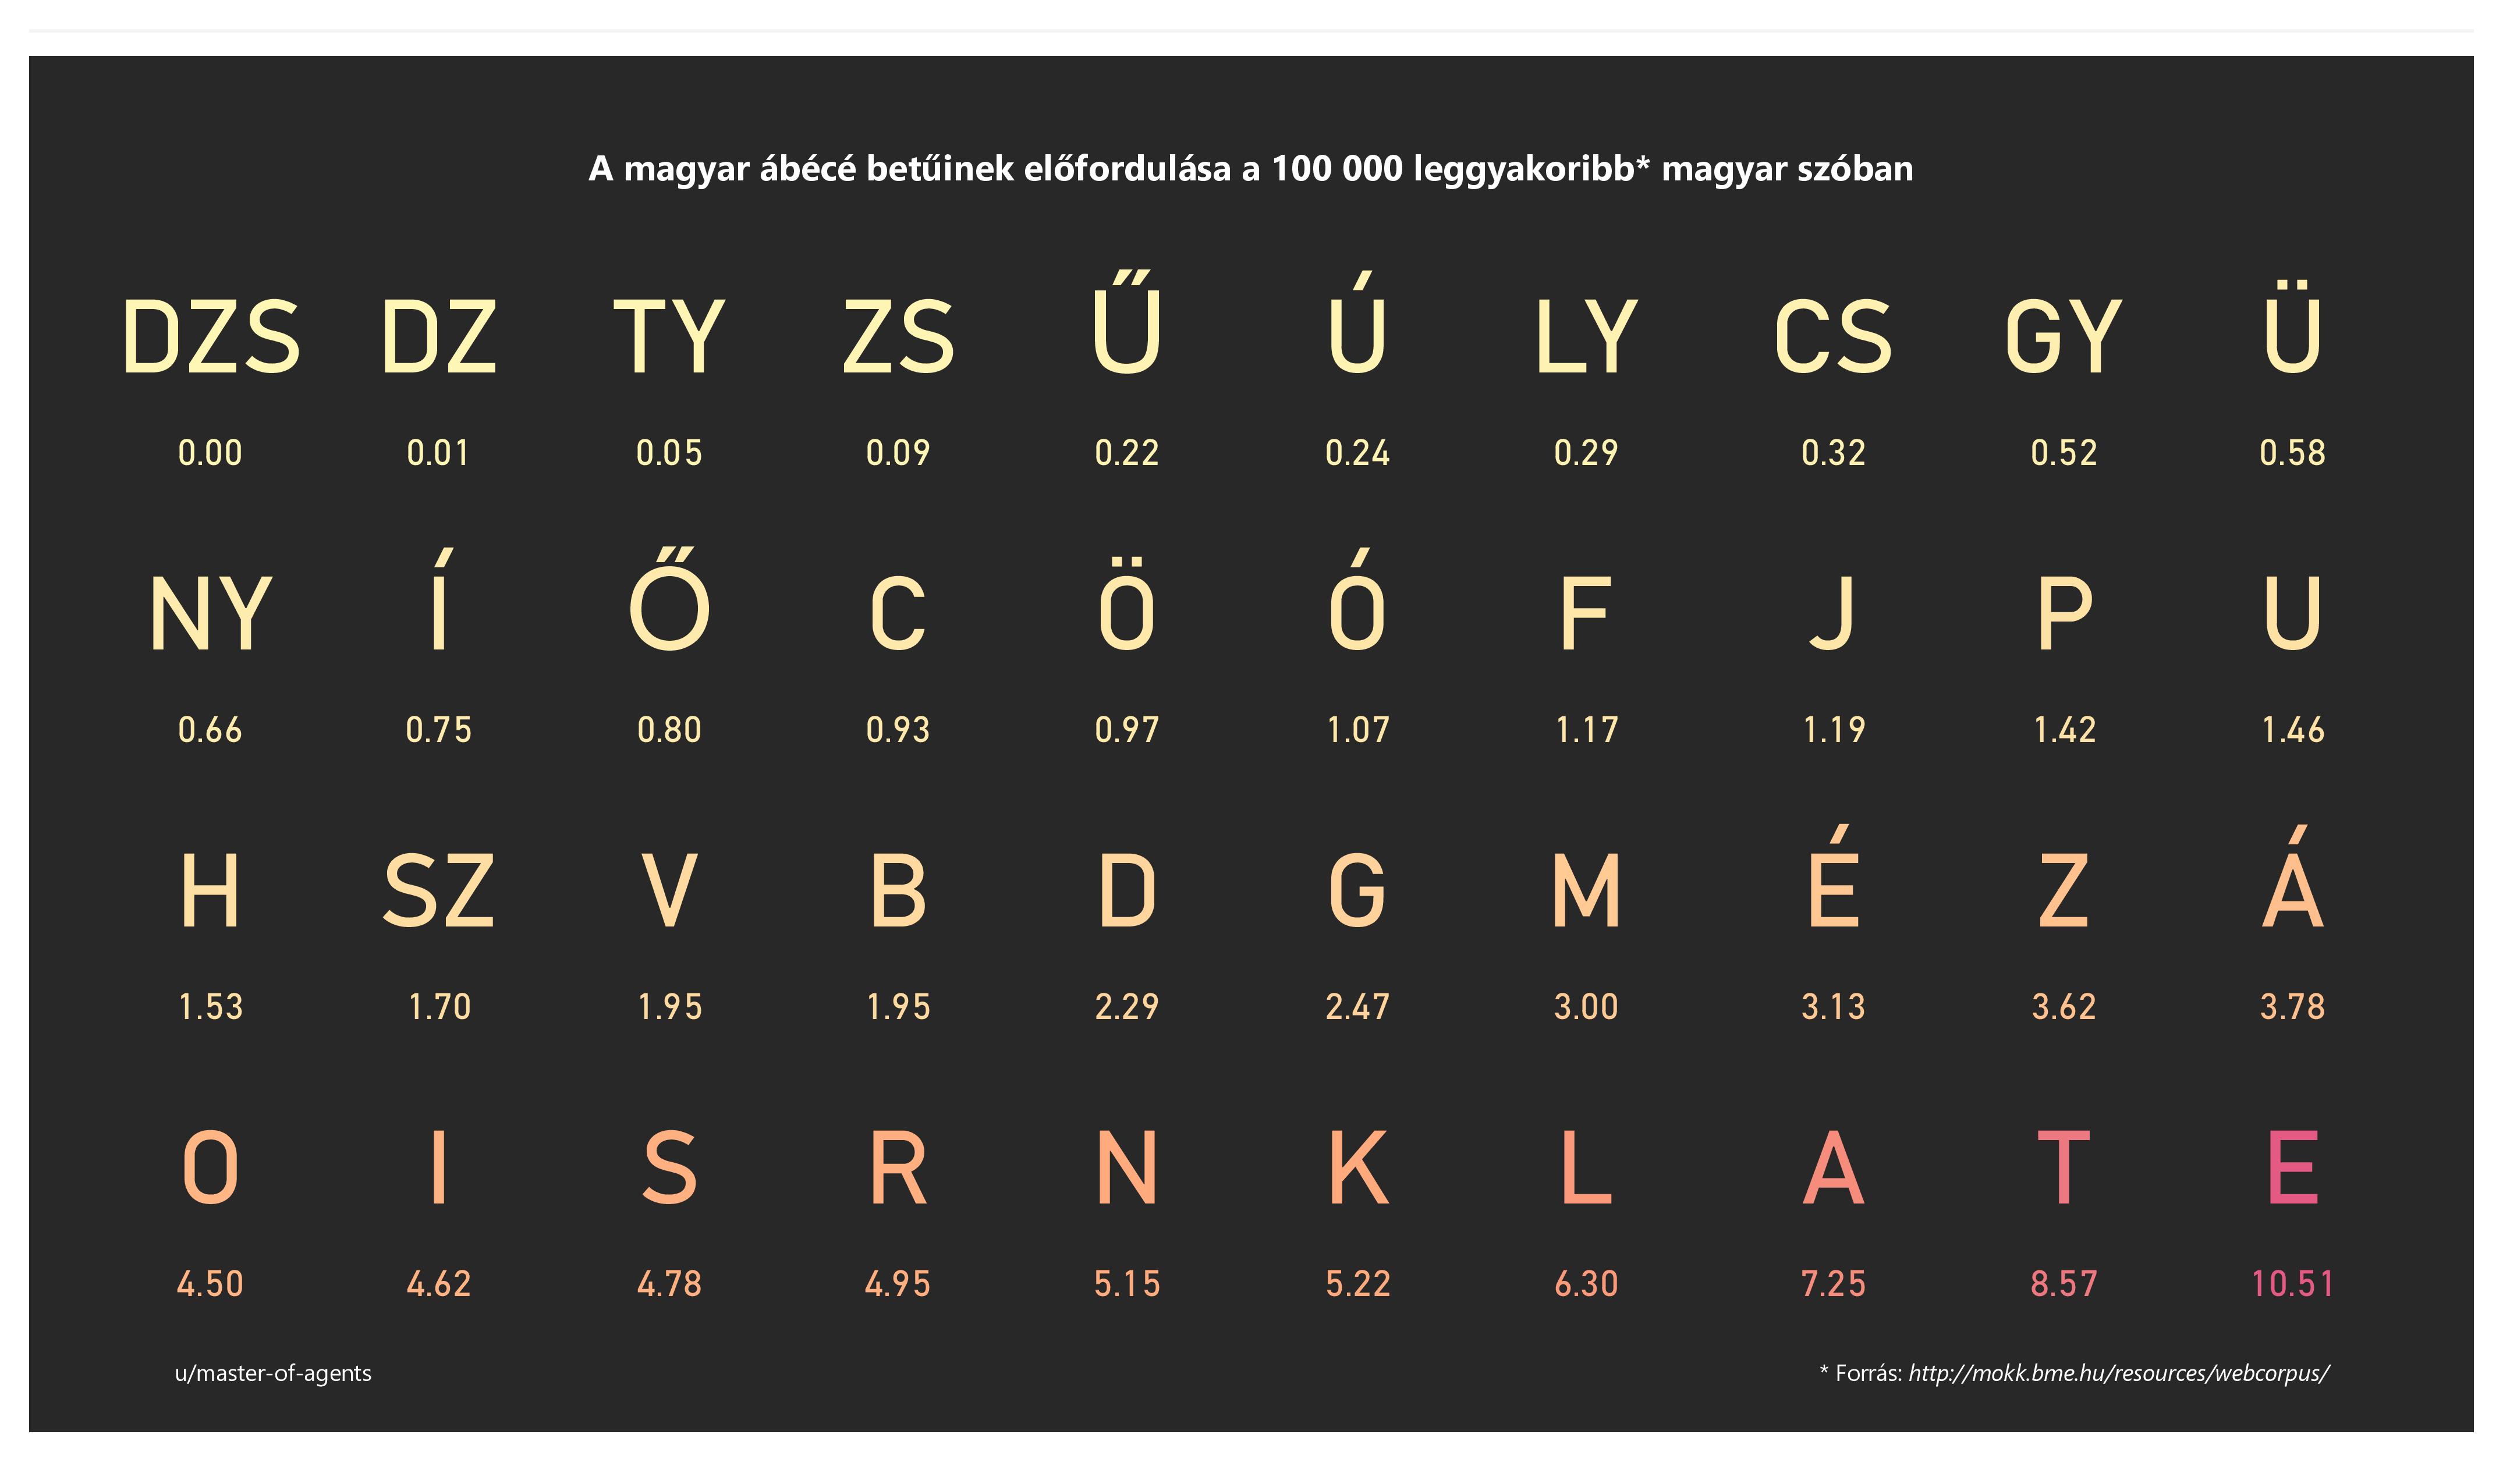 A magyar ábécé betűinek előfordulása a 100 000 leggyakoribb* magyar szóban
DZS DZ TY ZS Ű Ú LY CS GY Ü
0.00 0.01 0.05 0.09 0.22 0.24 0.29 0.32 0.52 0.58
NY Í Ő C Ö Ó F J P U
0.66 0.75 0.80 0.93 0.97 1.07 1.17 1.19 1.42 1.46
H SZ V B D G M É Z Á
1.53 1.70 1.95 1.95 2.29 2.47 3.00 3.13 3.62 3.78
O I S R N K L A T E
4.50 4.62 4.78 4.95 5.15 5.22 6.30 7.25 8.57 10.51
u/master-of-agents * Forrás: http://mokk.bme.hu/resources/webcorpus/